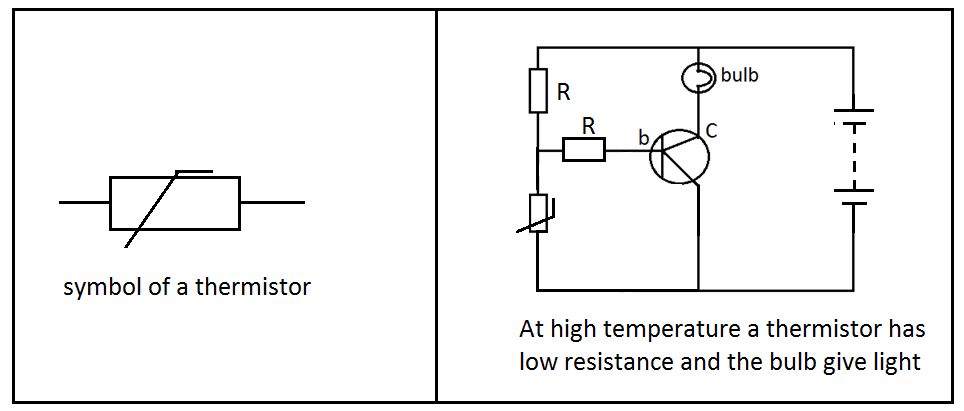 symbol of a thermistor
bulb
R
R
b
C
At high temperature a thermistor has
low resistance and the bulb give light